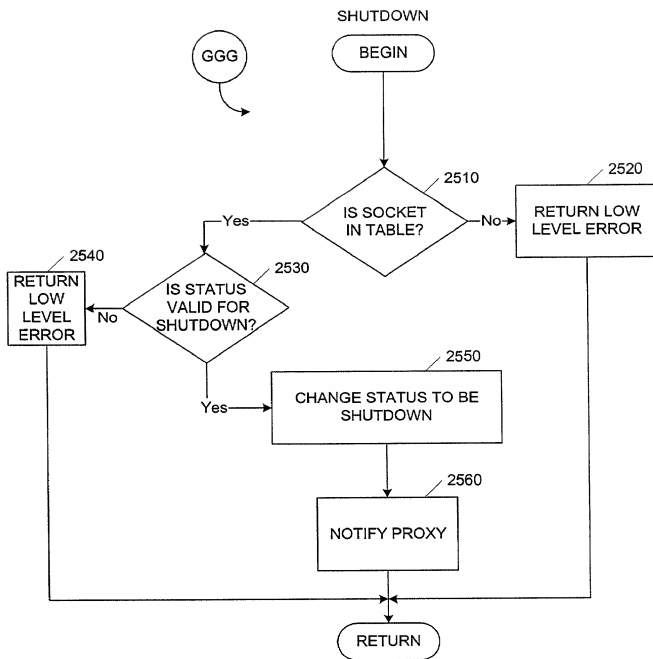 SHUTDOWN
GGG
BEGIN
2510
2520
IS SOCKET
IN TABLE?
Yes
No
RETURN LOW
LEVEL ERROR
2540
2530
RETURN
LOW
LEVEL
ERROR
No
IS STATUS
VALID FOR
SHUTDOWN?
2550
Yes
CHANGE STATUS TO BE
SHUTDOWN
2560
NOTIFY PROXY
RETURN